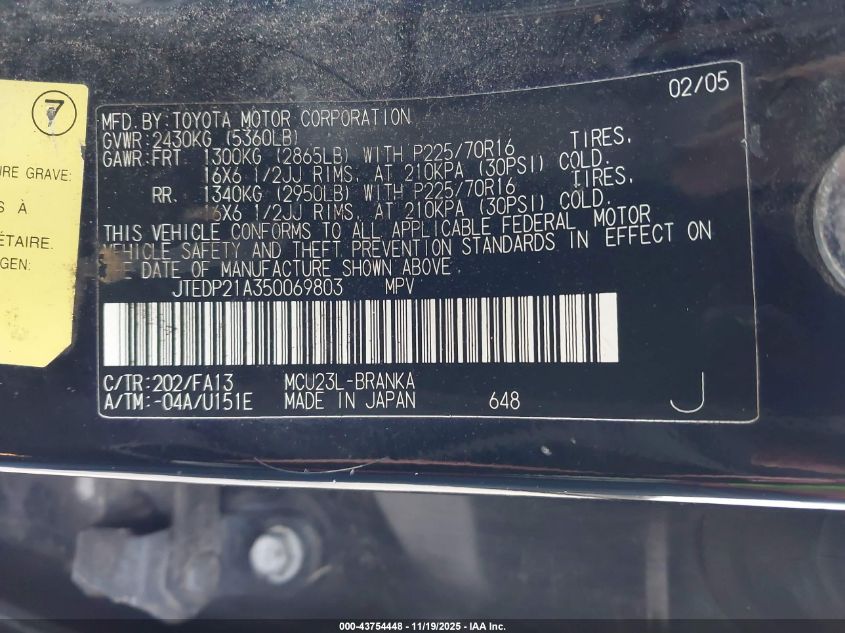 7
URE GRAVE:
S À
ÉTAIRE.
GEN:
02/05
MFD. BY: TOYOTA MOTOR CORPORATION
GVWR: 2430KG (5360LB)
GAWR: FRT. 1300KG (2865LB) WITH P225/70R16 TIRES,
16X6 1/2JJ RIMS, AT 210KPA (30PSI) COLD.
RR. 1340KG (2950LB) WITH P225/70R16 TIRES,
16X6 1/2JJ RIMS, AT 210KPA (30PSI) COLD.
THIS VEHICLE CONFORMS TO ALL APPLICABLE FEDERAL MOTOR
VEHICLE SAFETY AND THEFT PREVENTION STANDARDS IN EFFECT ON
THE DATE OF MANUFACTURE SHOWN ABOVE.
JTEDP21A350069803 MPV
C/TR: 202/FA13 MCU23L-BRANKA
A/TM: -04A/U151E MADE IN JAPAN 648 J
000-43754448 - 11/19/2025 - IAA Inc.